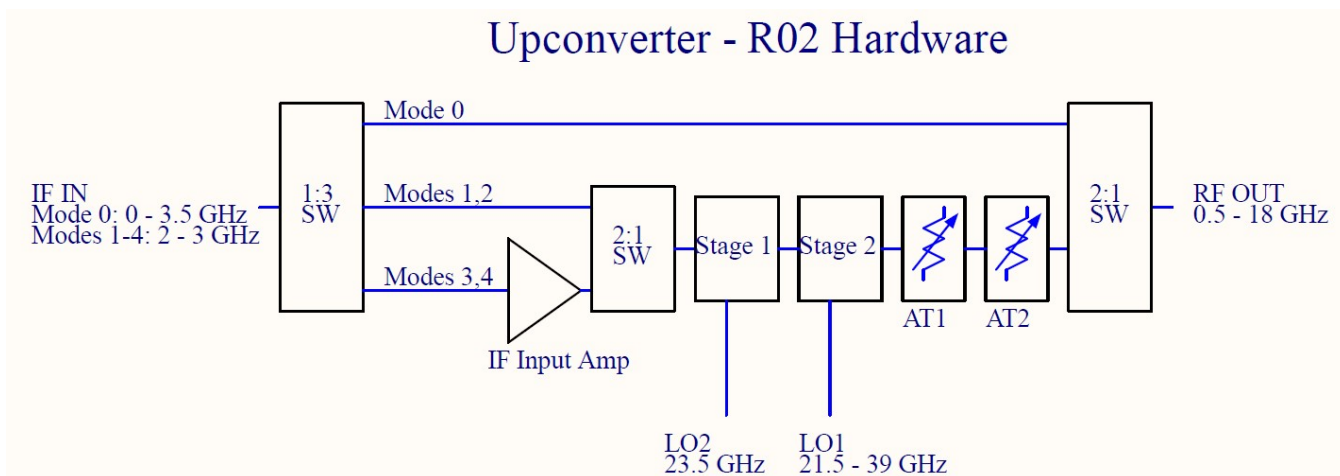 Upconverter - R02 Hardware
Mode 0
IF IN
Mode 0: 0 - 3.5 GHz
Modes 1-4: 2 - 3 GHz
1:3
SW
Modes 1,2
Modes 3,4
IF Input Amp
2:1
SW
Stage 1
Stage 2
AT1
AT2
2:1
SW
RF OUT
0.5 - 18 GHz
LO2
23.5 GHz
LO1
21.5 - 39 GHz